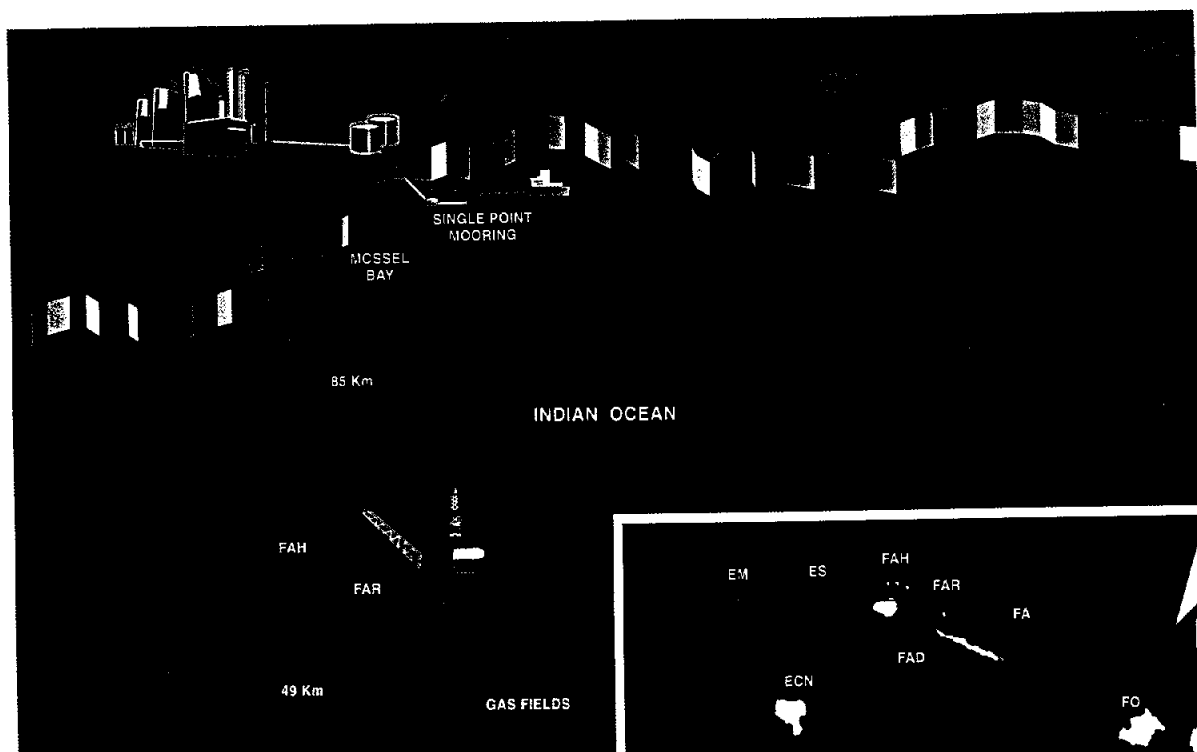 SINGLE POINT
MOORING
MCSSEL
BAY
85 Km
INDIAN OCEAN
FAH
FAR
49 Km
GAS FIELDS
EM
ES
FAH
FAR
FA
FAD
ECN
FO